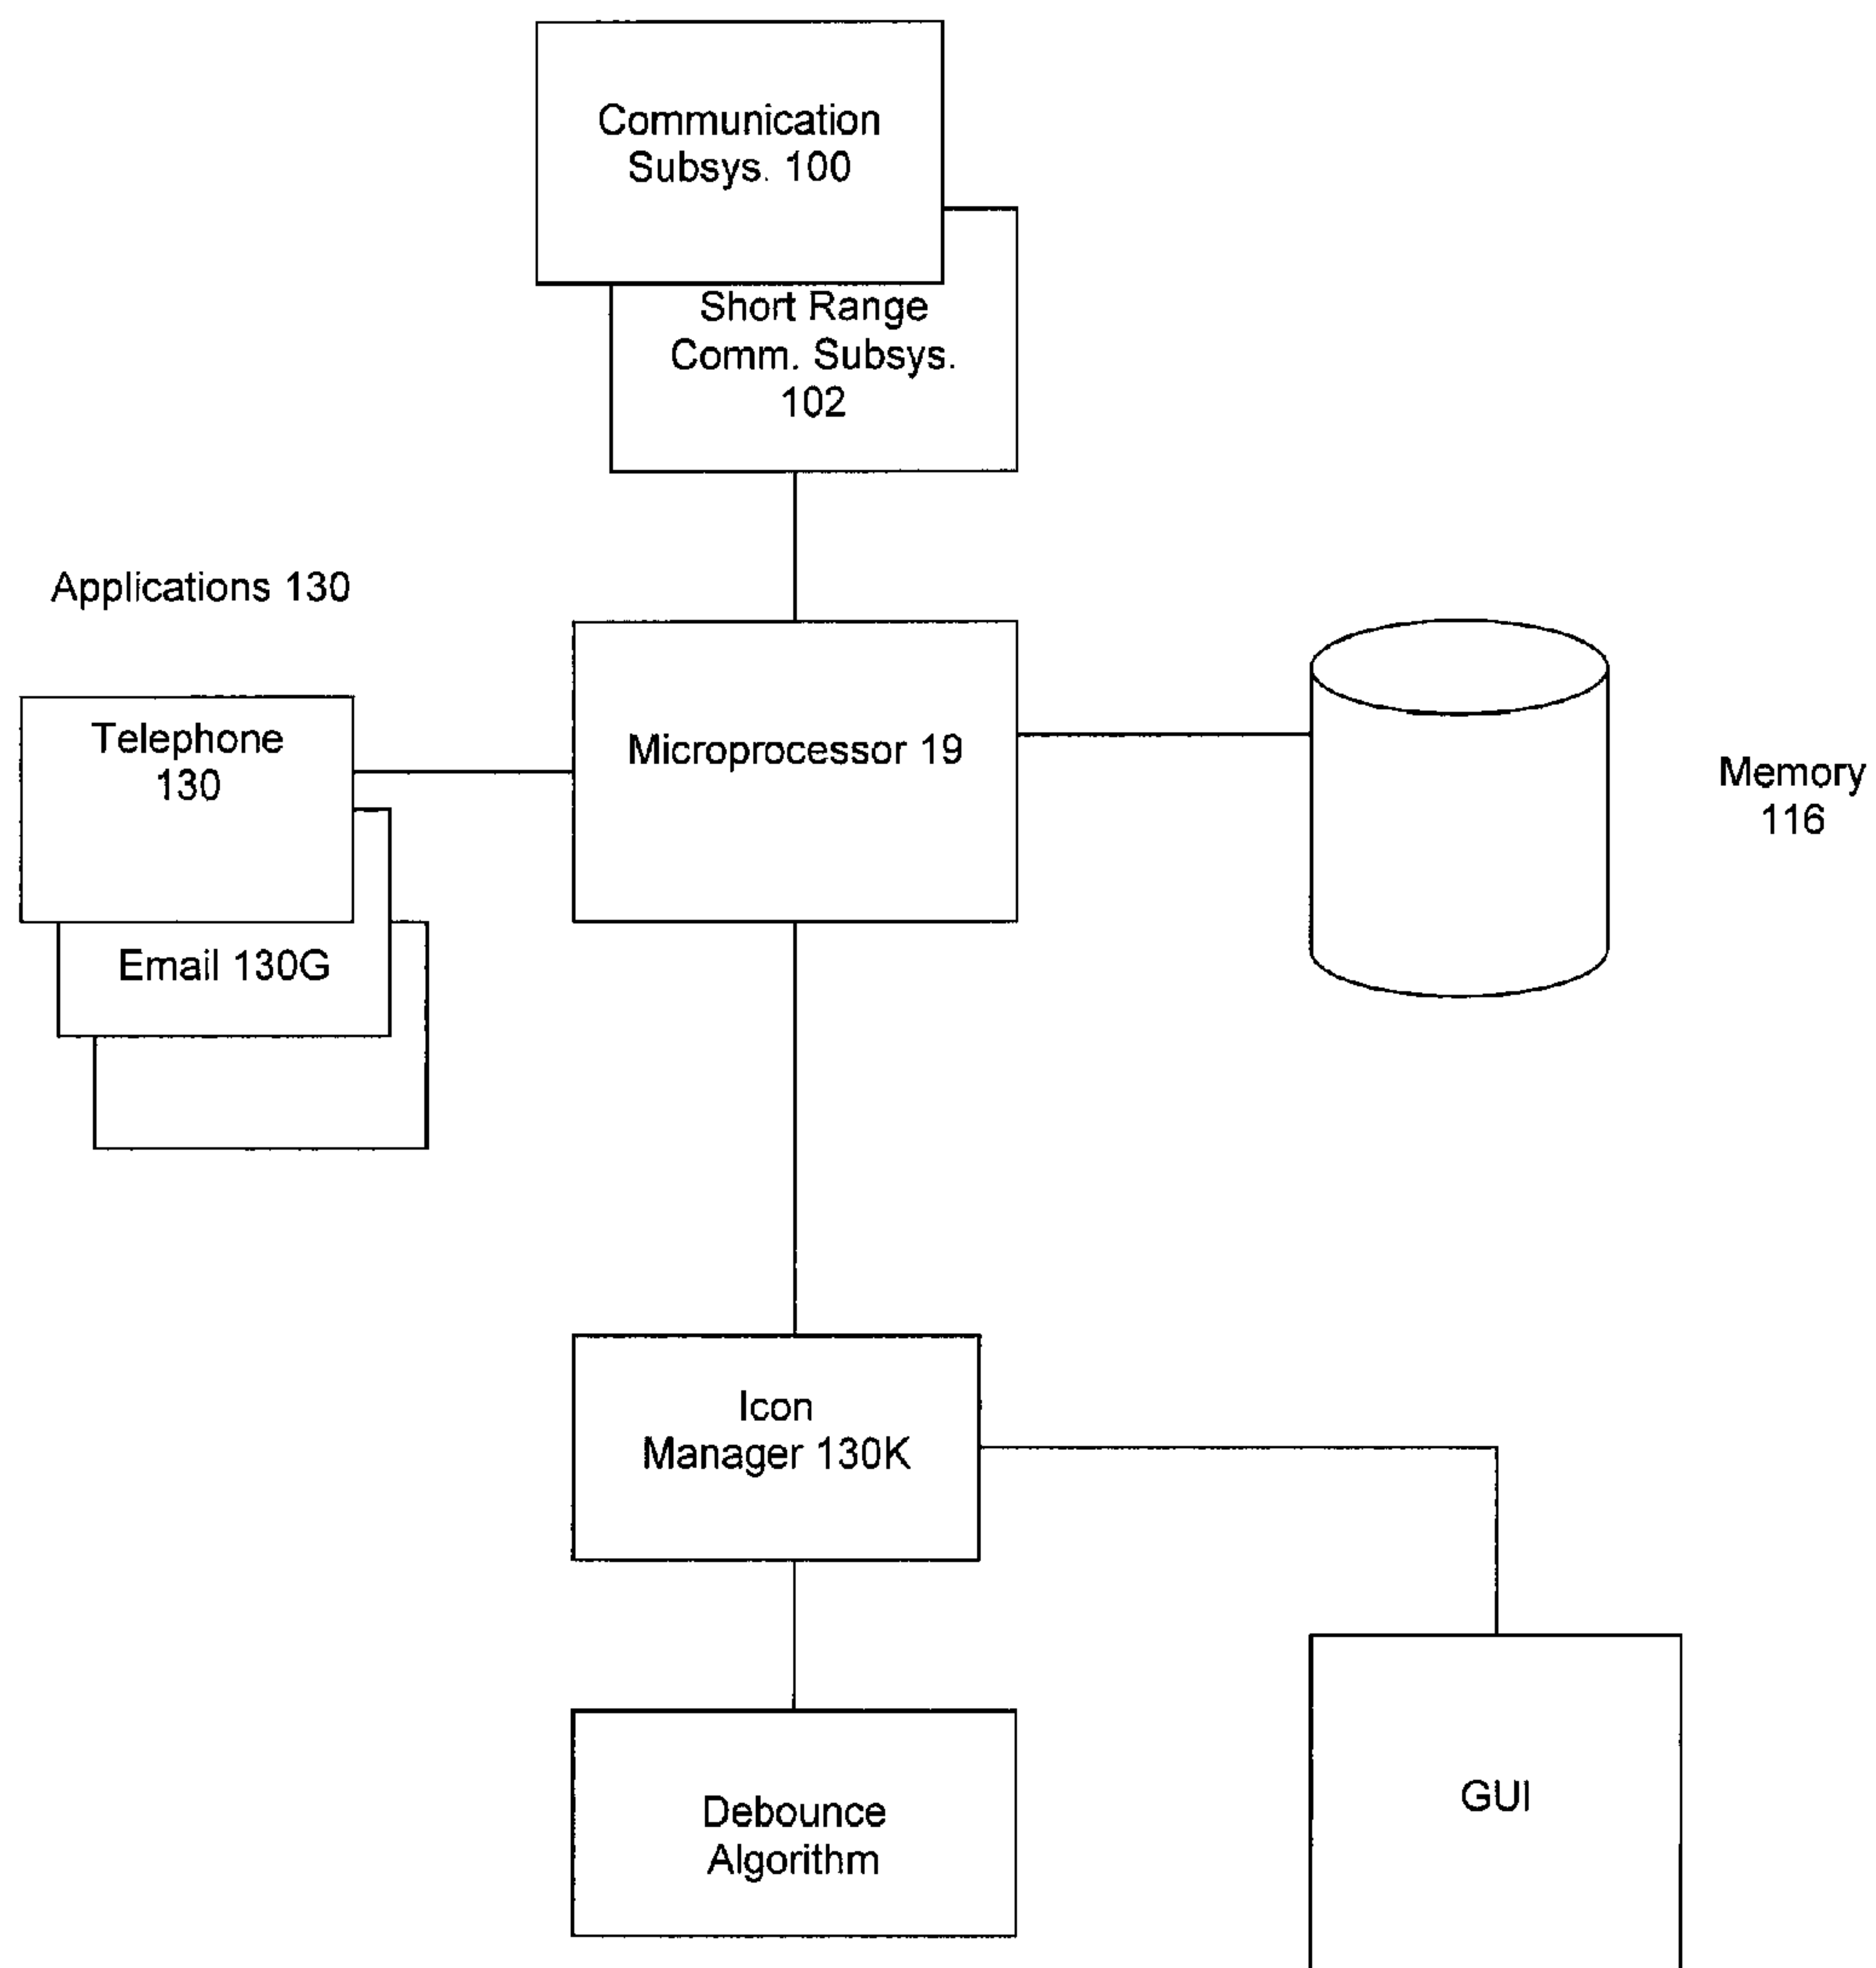 Communication
Subsys. 100
Short Range
Comm. Subsys.
102
Applications 130
Telephone
130
Microprocessor 19
Memory
116
Email 130G
Icon
Manager 130K
Debounce
Algorithm
GUI